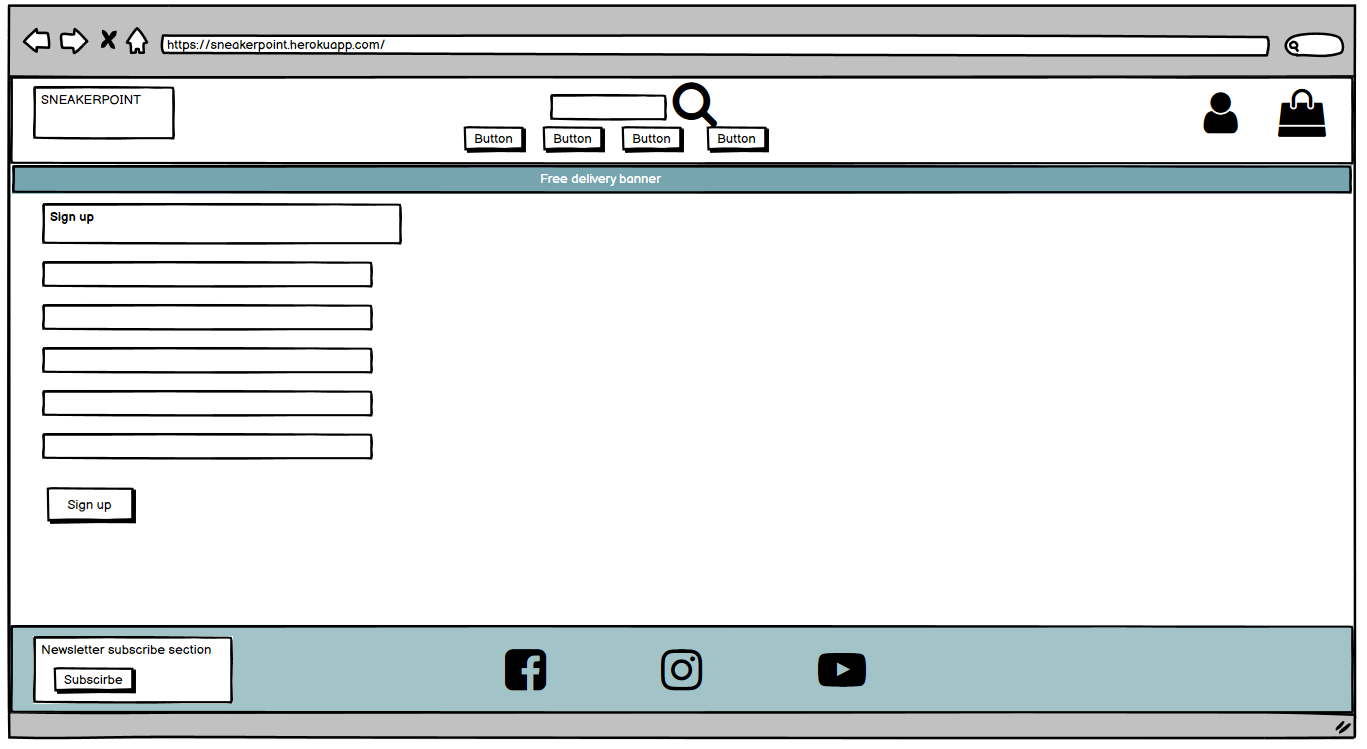 https://sneakerpoint.herokuapp.com/
SNEAKERPOINT
Button Button Button Button
Free delivery banner
Sign up
Sign up
Newsletter subscribe section
Subscirbe